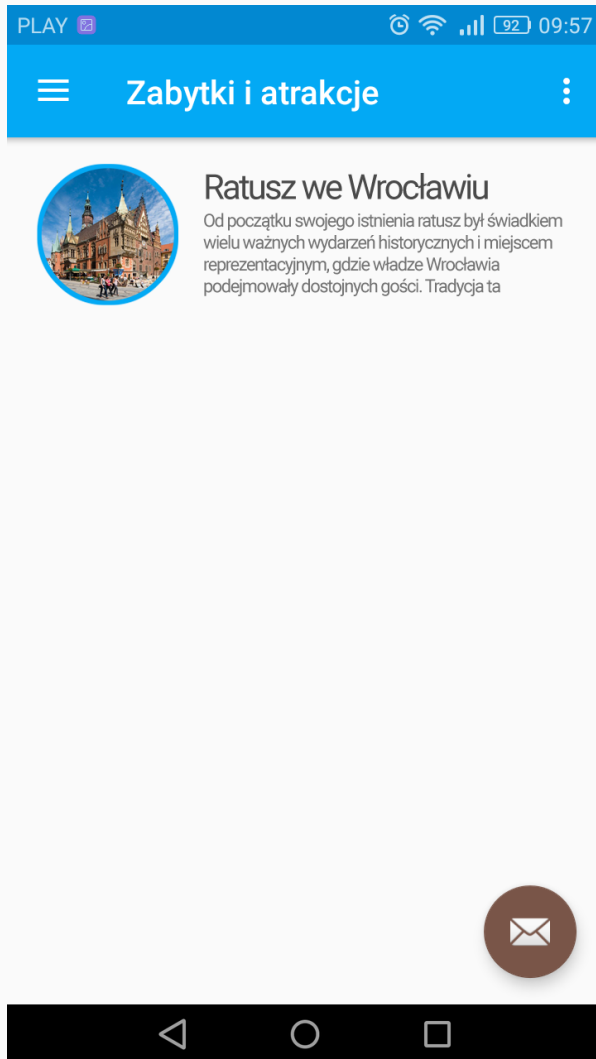 PLAY 92 09:57
Zabytki i atrakcje
Ratusz we Wrocławiu
Od początku swojego istnienia ratusz był świadkiem
wielu ważnych wydarzeń historycznych i miejscem
reprezentacyjnym, gdzie władze Wrocławia
podejmowały dostojnych gości. Tradycja ta